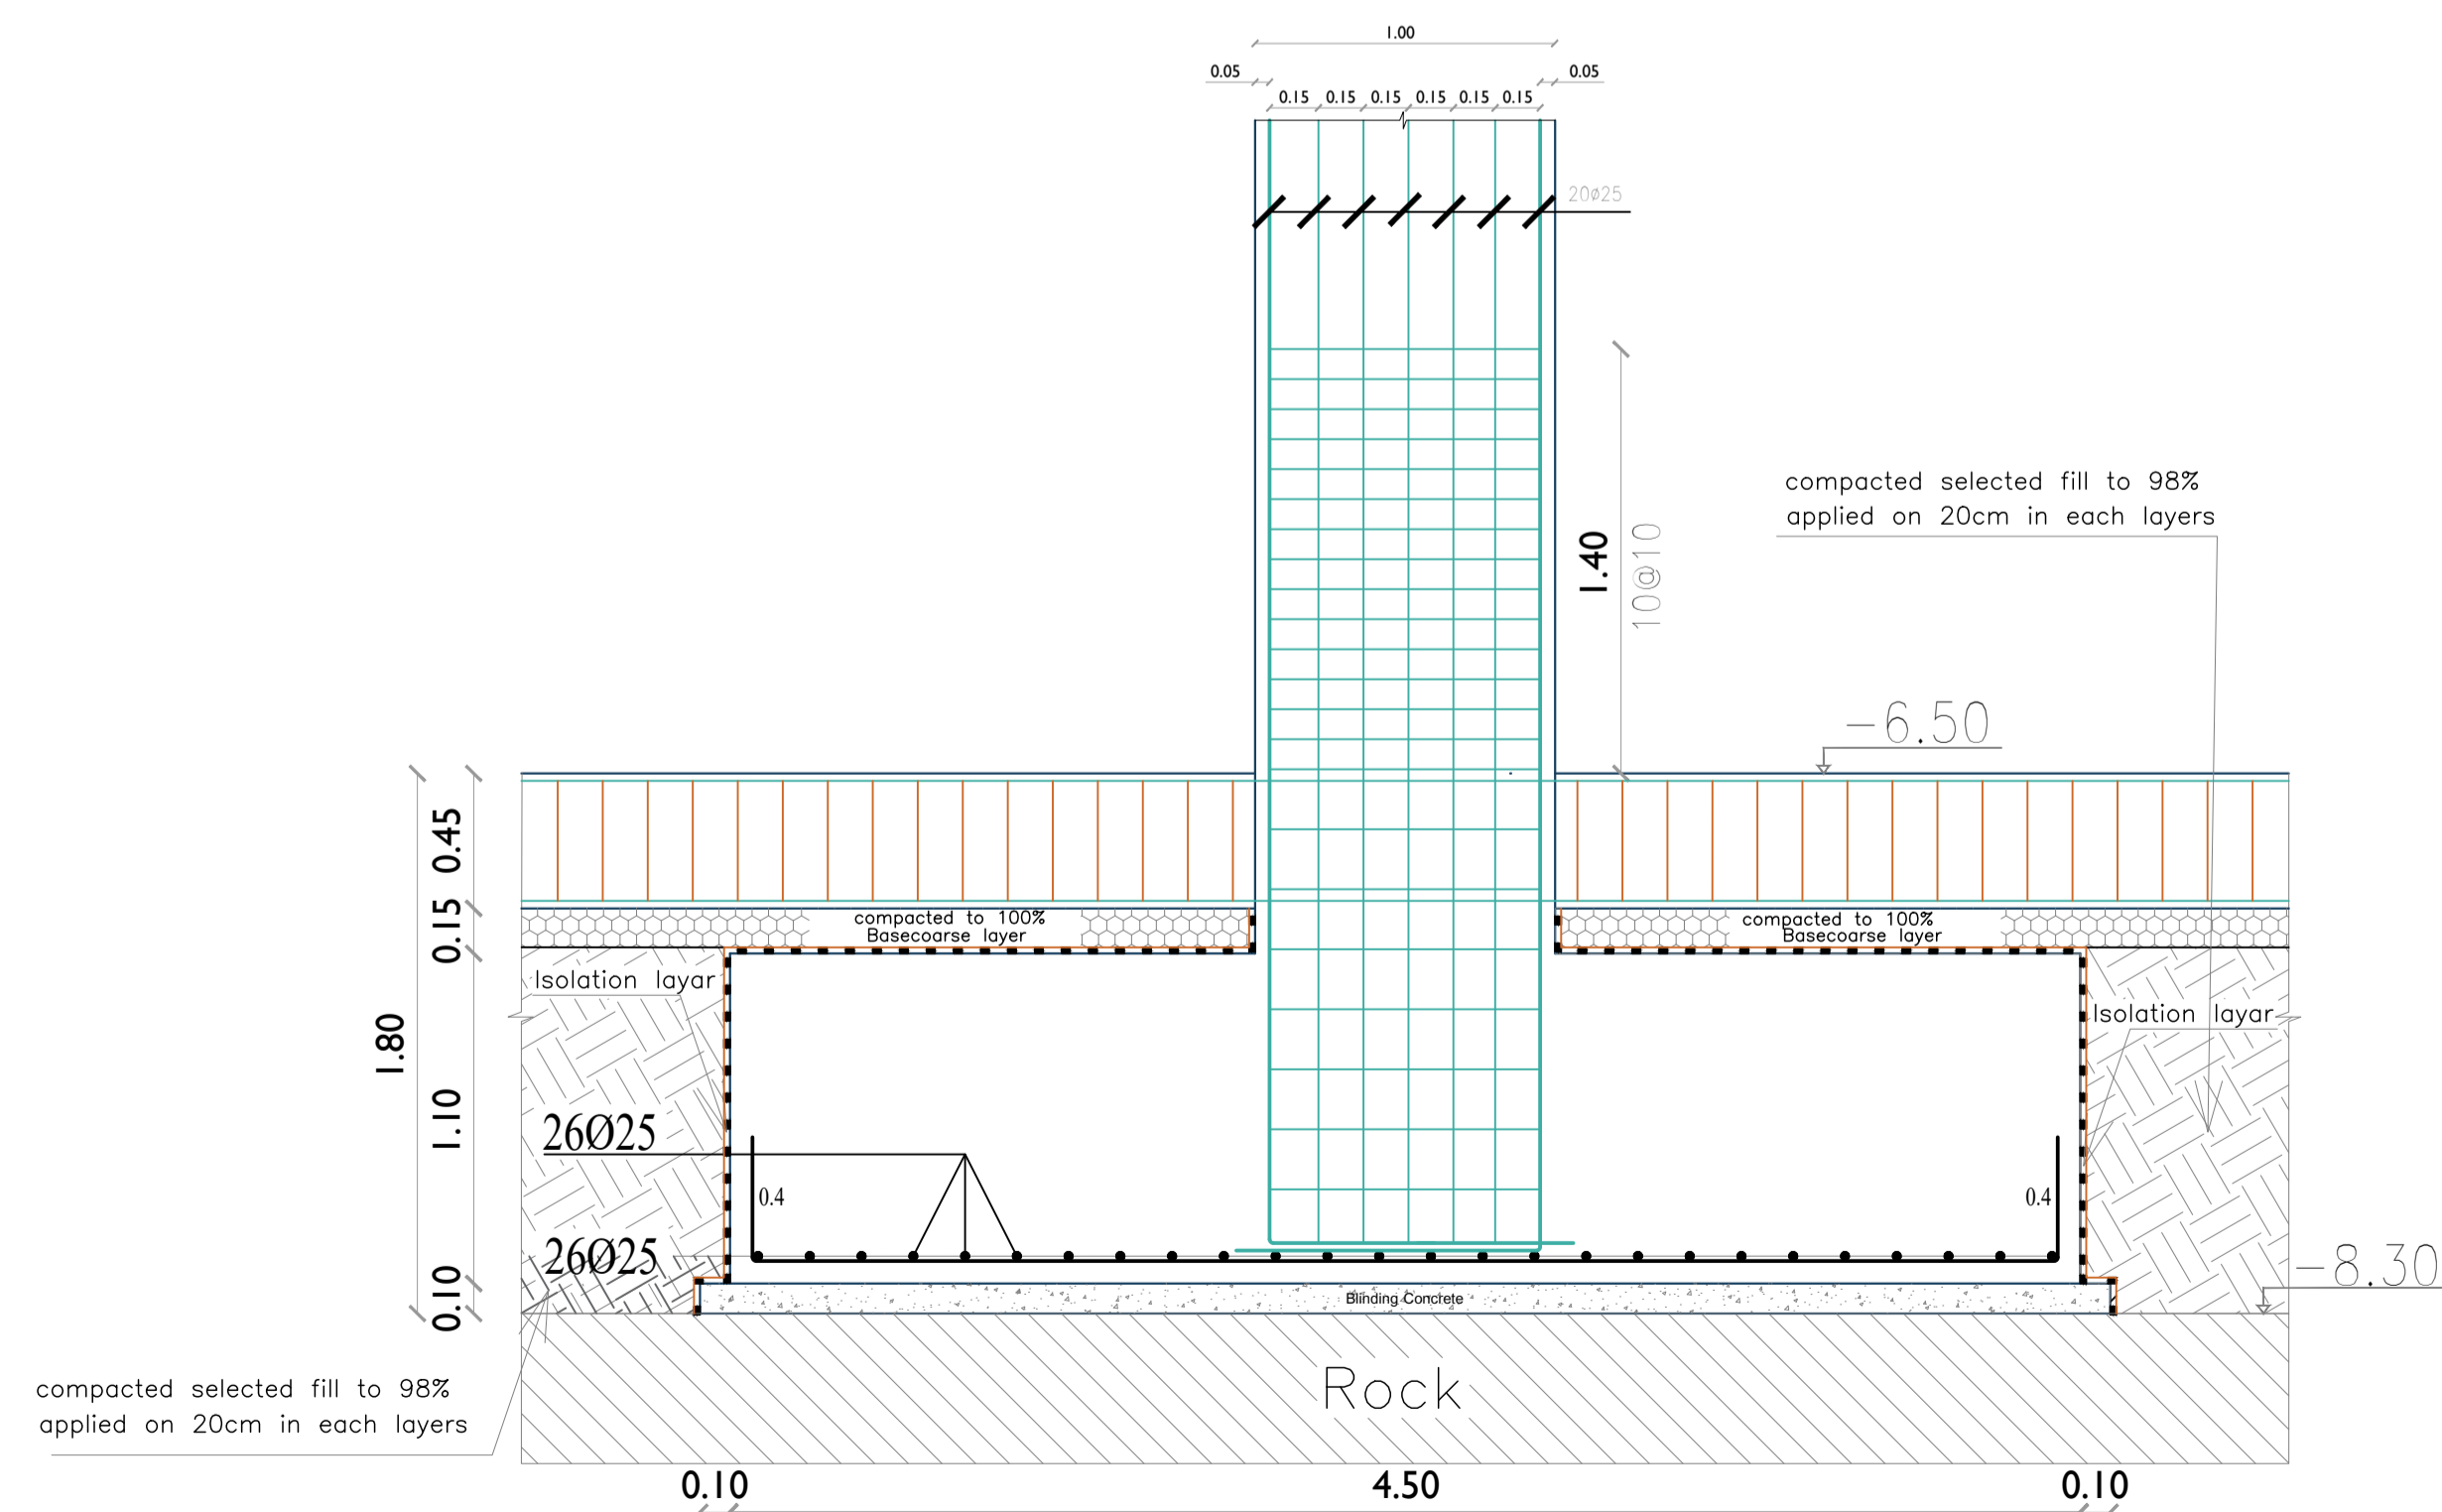 1.00
0.05
0.05
0.15
0.15
0.15
0.15
0.15
0.15
20ø25
compacted selected fill to 98%
applied on 20cm in each layers
1.40
10@10
-6.50
0.45
0.15
compacted to 100%
Basecoarse layer
compacted to 100%
Basecoarse layer
Isolation layar
Isolation layar
1.80
1.10
26Ø25
0.4
0.4
26Ø25
0.10
-8.30
Blinding Concrete
Rock
compacted selected fill to 98%
applied on 20cm in each layers
0.10
4.50
0.10